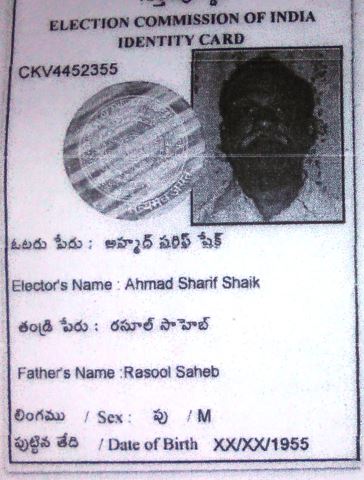 ELECTION COMMISSION OF INDIA
IDENTITY CARD
CKV4452355
ఓటరు పేరు : అహ్మద్ షరీఫ్ షేక్
Elector's Name : Ahmad Sharif Shaik
తండ్రి పేరు : రసూల్ సాహెబ్
Father's Name :Rasool Saheb
లింగము / Sex : పు / M
పుట్టిన తేది / Date of Birth XX/XX/1955